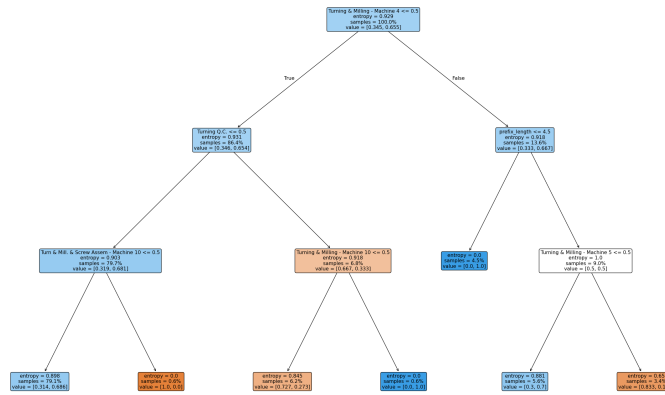 Turning & Milling - Machine 4 <= 0.5
entropy = 0.929
samples = 100.0%
value = [0.345, 0.655]
True
False
Turning Q.C. <= 0.5
entropy = 0.931
samples = 86.4%
value = [0.346, 0.654]
prefix_length <= 4.5
entropy = 0.918
samples = 13.6%
value = [0.333, 0.667]
Turn & Mill. & Screw Assem - Machine 10 <= 0.5
entropy = 0.903
samples = 79.7%
value = [0.319, 0.681]
Turning & Milling - Machine 10 <= 0.5
entropy = 0.918
samples = 6.8%
value = [0.667, 0.333]
entropy = 0.0
samples = 4.5%
value = [0.0, 1.0]
Turning & Milling - Machine 5 <= 0.5
entropy = 1.0
samples = 9.0%
value = [0.5, 0.5]
entropy = 0.898
samples = 79.1%
value = [0.314, 0.686]
entropy = 0.0
samples = 0.6%
value = [1.0, 0.0]
entropy = 0.845
samples = 6.2%
value = [0.727, 0.273]
entropy = 0.0
samples = 0.6%
value = [0.0, 1.0]
entropy = 0.881
samples = 5.6%
value = [0.3, 0.7]
entropy = 0.65
samples = 3.4%
value = [0.833,